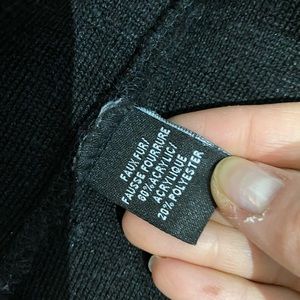 FAUX FUR/
FAUSSE FOURRURE
80%ACRYLIC/
ACRYLIQUE
20% POLYESTER